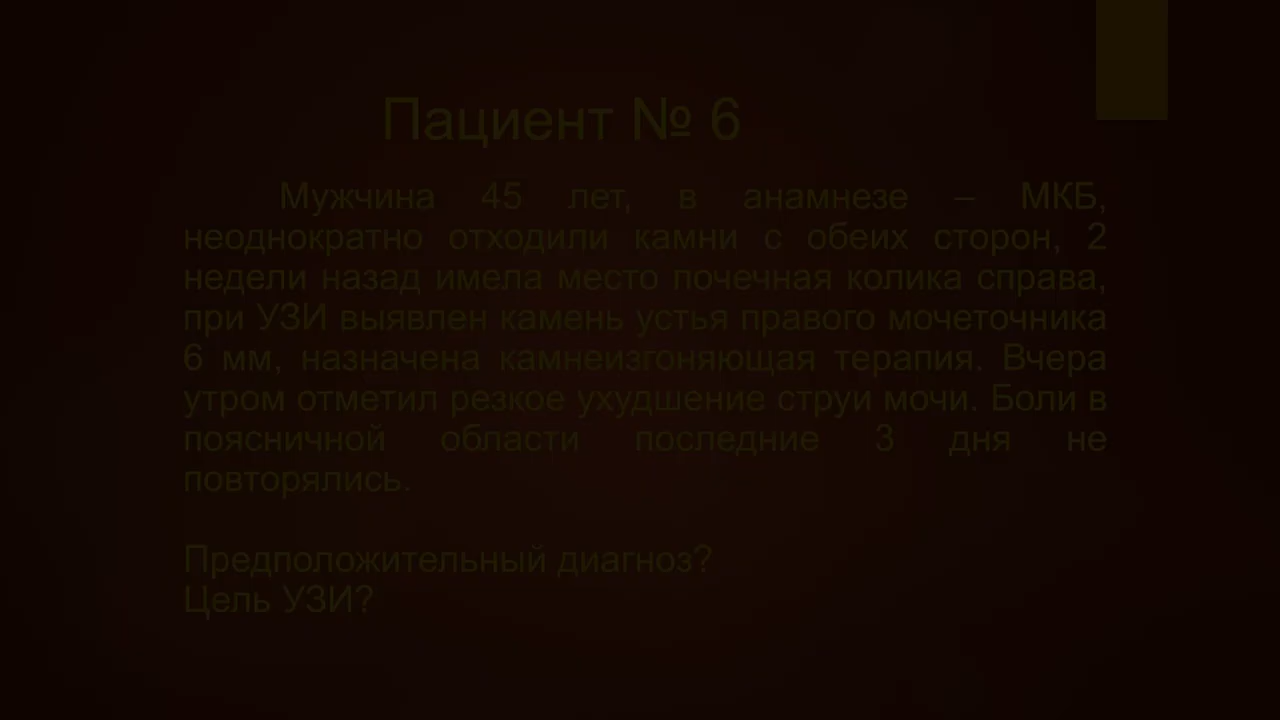 Пациент № 6
Мужчина 45 лет, в анамнезе – МКБ,
неоднократно отходили камни с обеих сторон, 2
недели назад имела место почечная колика справа,
при УЗИ выявлен камень устья правого мочеточника
6 мм, назначена камнеизгоняющая терапия. Вчера
утром отметил резкое ухудшение струи мочи. Боли в
поясничной области последние 3 дня не
повторялись.
Предположительный диагноз?
Цель УЗИ?